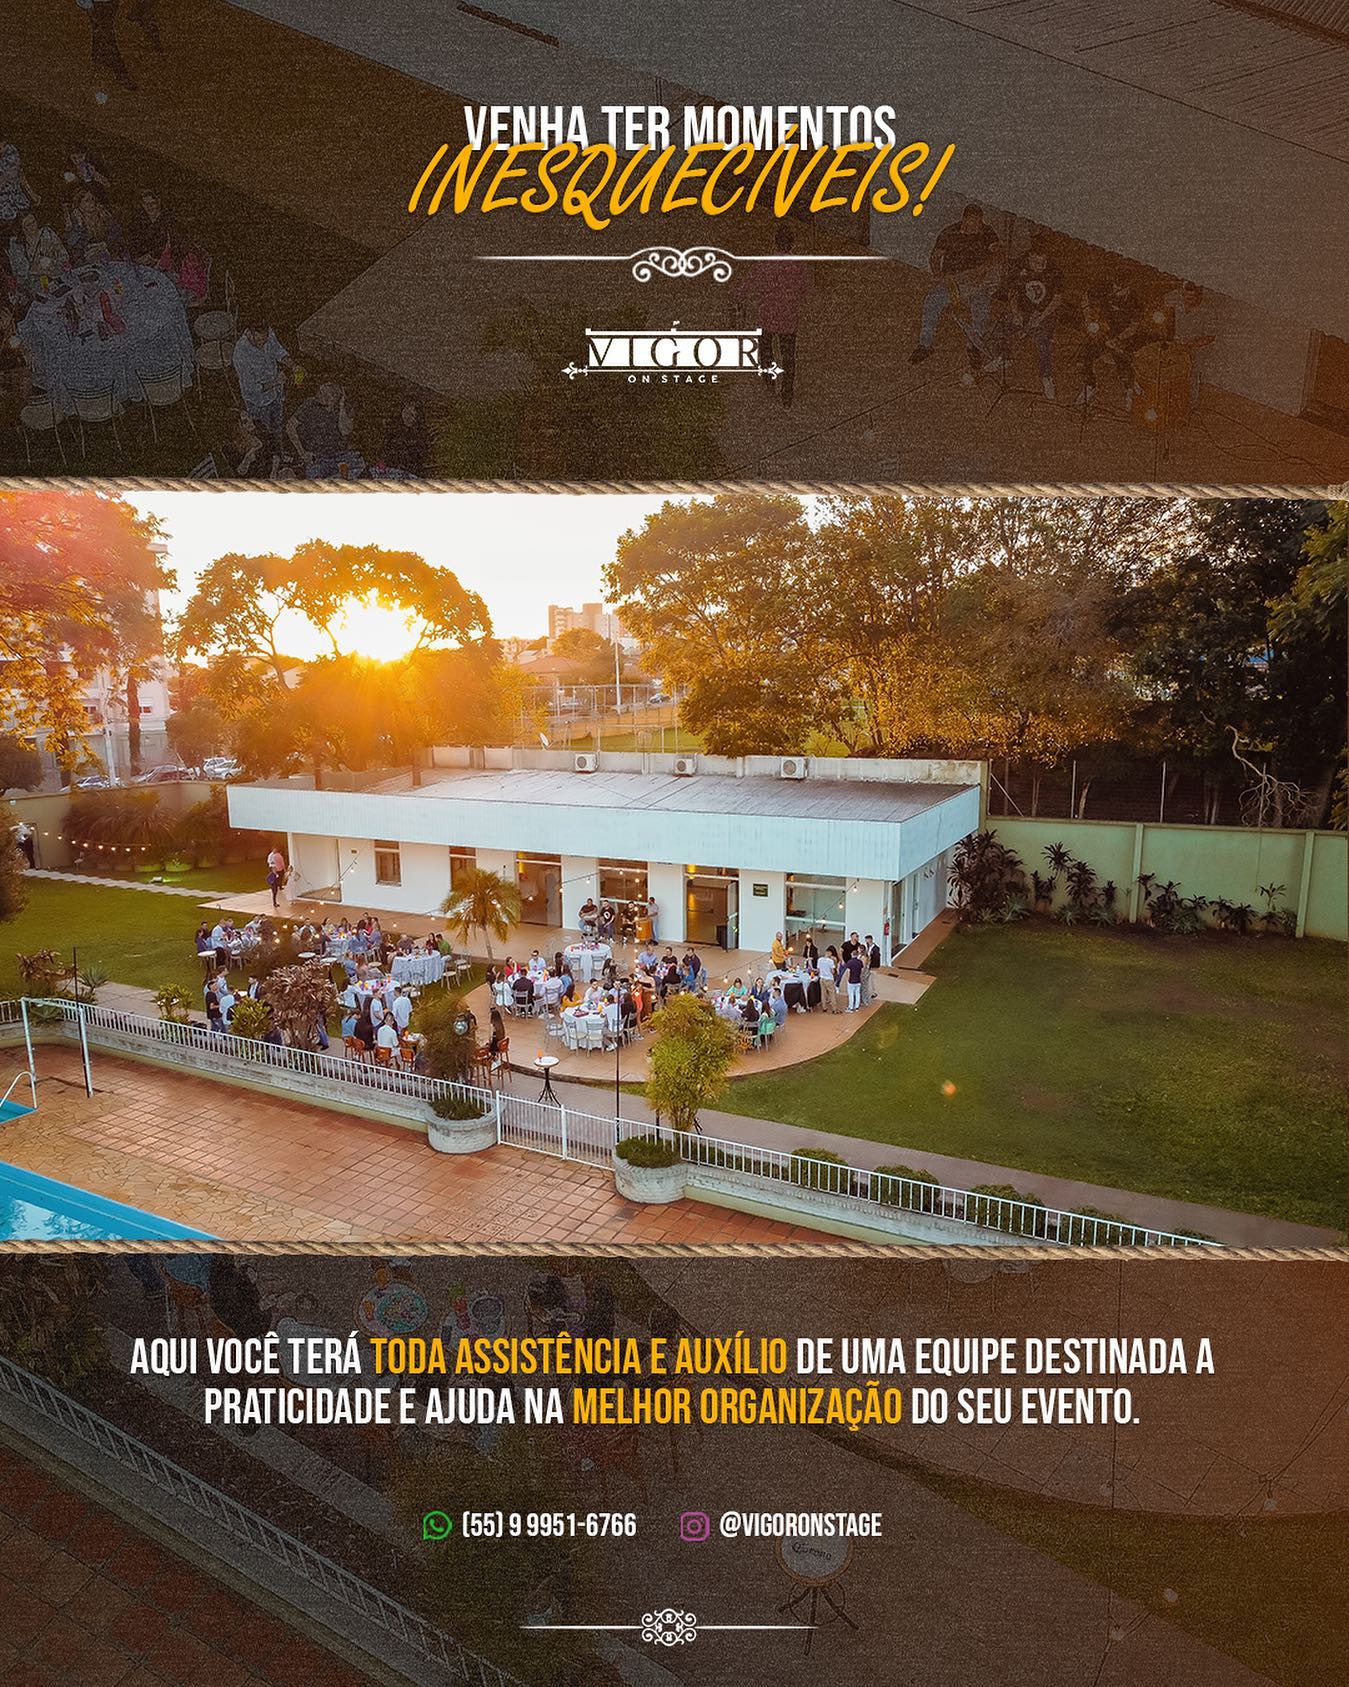 VENHA TER MOMENTOS
INESQUECÍVEIS!
VIGOR
ON STAGE
AQUI VOCÊ TERÁ TODA ASSISTÊNCIA E AUXÍLIO DE UMA EQUIPE DESTINADA A
PRATICIDADE E AJUDA NA MELHOR ORGANIZAÇÃO DO SEU EVENTO.
(55) 9 9951-6766 @VIGORONSTAGE
Corona